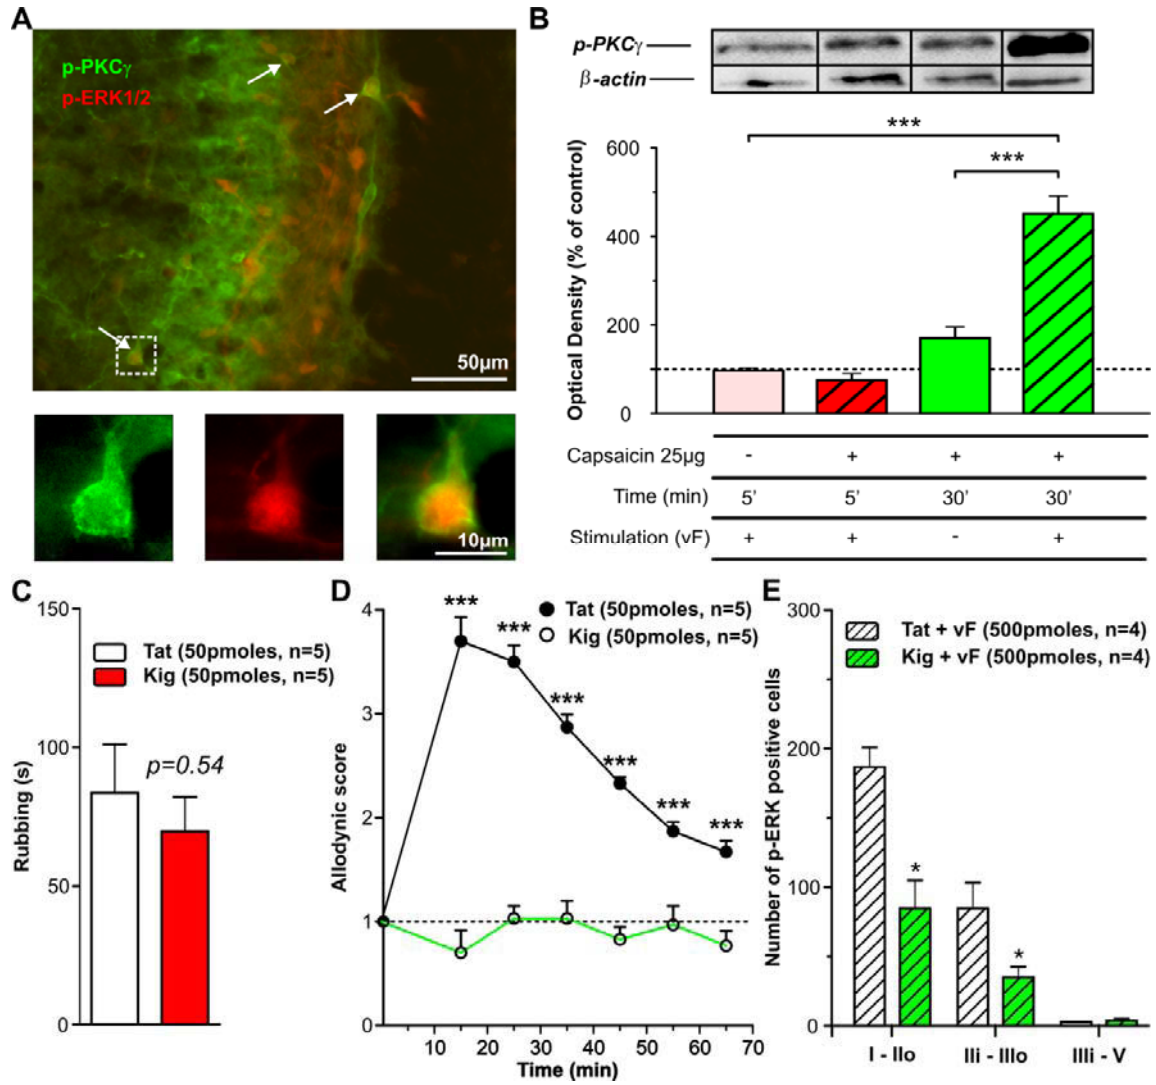 A
p-PKCγ
p-ERK1/2
50μm
10μm
B
p-PKCγ
β-actin
***
***
Optical Density (% of control)
600
400
200
100
0
Capsaicin 25μg - + + +
Time (min) 5' 5' 30' 30'
Stimulation (vF) + + - +
C
Rubbing (s)
150
100
50
0
Tat (50pmoles, n=5)
Kig (50pmoles, n=5)
p=0.54
D
Allodynic score
4
3
2
1
0
Tat (50pmoles, n=5)
Kig (50pmoles, n=5)
***
***
***
***
***
***
10 20 30 40 50 60 70
Time (min)
E
Number of p-ERK positive cells
300
200
100
0
Tat + vF (500pmoles, n=4)
Kig + vF (500pmoles, n=4)
*
*
I - IIo IIi - IIIo IIIi - V